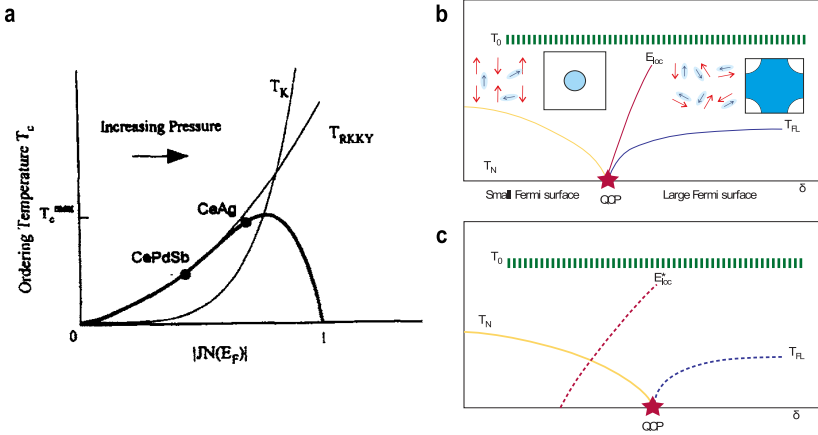 a
Ordering Temperature T_c
Increasing Pressure
T_K
T_RKKY
T_c^max
CeAg
CePdSb
0
1
|JN(E_F)|
b
T_0
E_loc
T_N
T_FL
Small Fermi surface
QCP
Large Fermi surface
δ
c
T_0
E*_loc
T_N
T_FL
QCP
δ